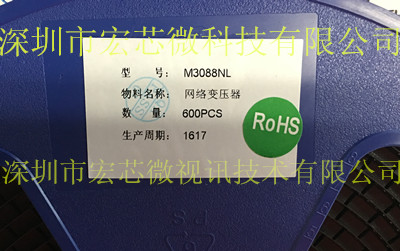 深圳市宏芯微科技有限公司
型 号： M3088NL
物料名称： 网络变压器
数 量： 600PCS
生产周期： 1617
RoHS
深圳市宏芯微视讯技术有限公司
PS